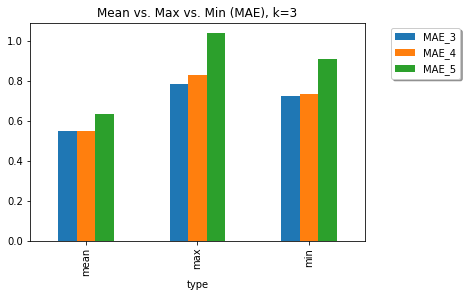 Mean vs. Max vs. Min (MAE), k=3
MAE_3
MAE_4
MAE_5
1.0
0.8
0.6
0.4
0.2
0.0
mean
max
min
type